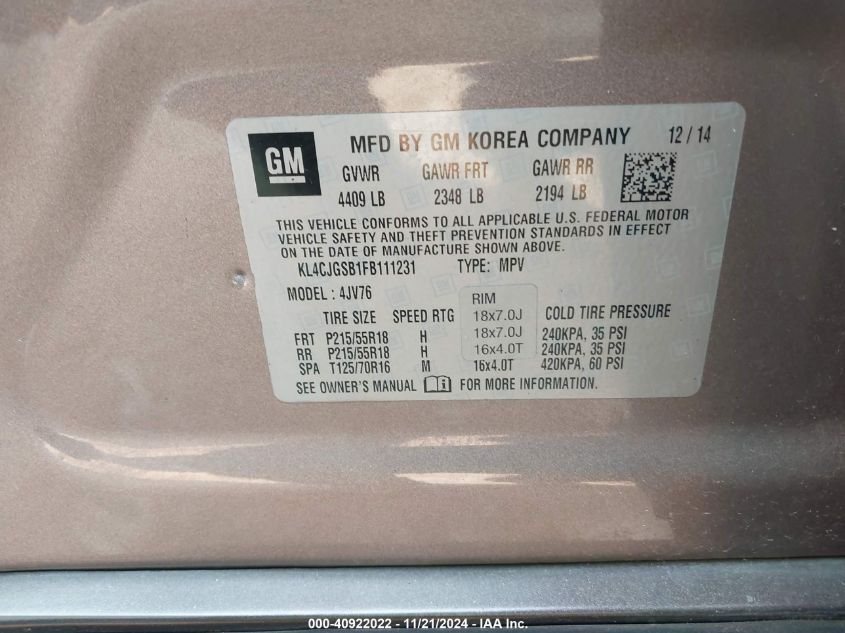 GM
MFD BY GM KOREA COMPANY 12 / 14
GVWR GAWR FRT GAWR RR
4409 LB 2348 LB 2194 LB
THIS VEHICLE CONFORMS TO ALL APPLICABLE U.S. FEDERAL MOTOR
VEHICLE SAFETY AND THEFT PREVENTION STANDARDS IN EFFECT
ON THE DATE OF MANUFACTURE SHOWN ABOVE.
KL4CJGSB1FB111231 TYPE: MPV
MODEL : 4JV76
RIM
TIRE SIZE SPEED RTG 18x7.0J COLD TIRE PRESSURE
FRT P215/55R18 H 18x7.0J 240KPA, 35 PSI
RR P215/55R18 H 16x4.0T 240KPA, 35 PSI
SPA T125/70R16 M 16x4.0T 420KPA, 60 PSI
SEE OWNER'S MANUAL i FOR MORE INFORMATION.
000-40922022 - 11/21/2024 - IAA Inc.